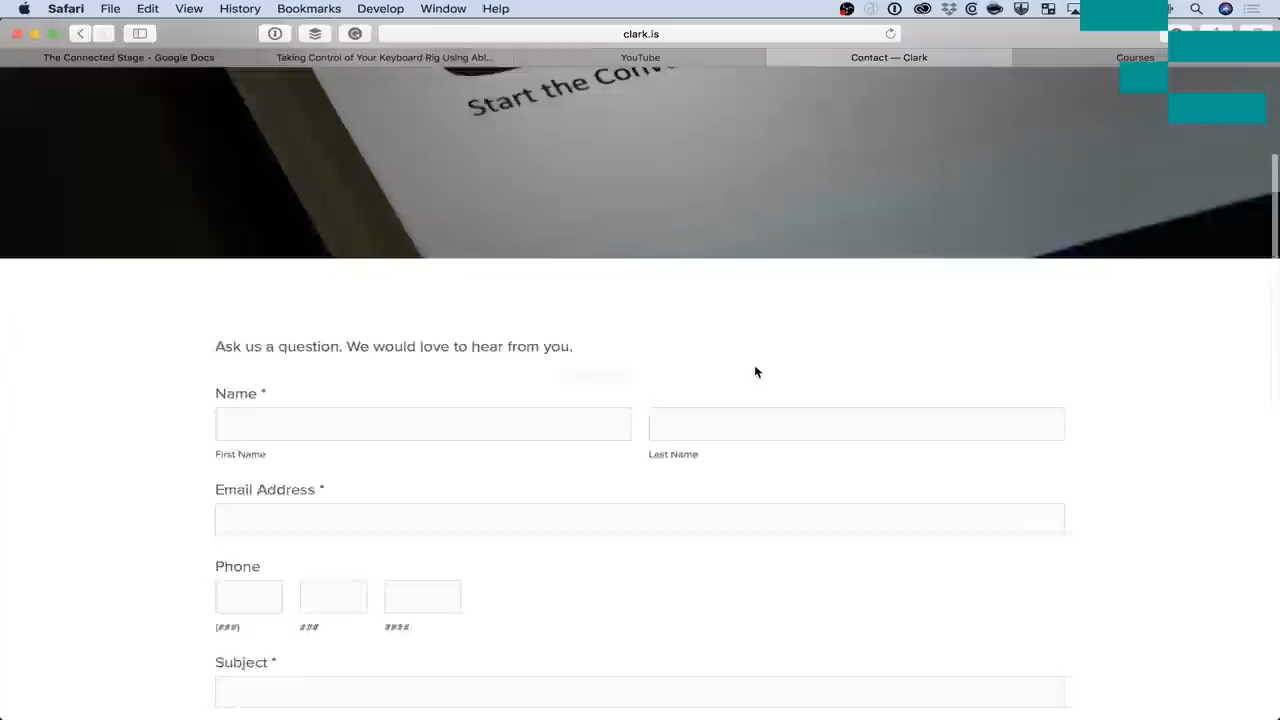 Safari File Edit View History Bookmarks Develop Window Help
clark.is
The Connected Stage - Google Docs
Taking Control of Your Keyboard Rig Using Abl...
YouTube
Contact — Clark
Courses
Start the
Ask us a question. We would love to hear from you.
Name *
First Name
Last Name
Email Address *
Phone
(###)
###
####
Subject *